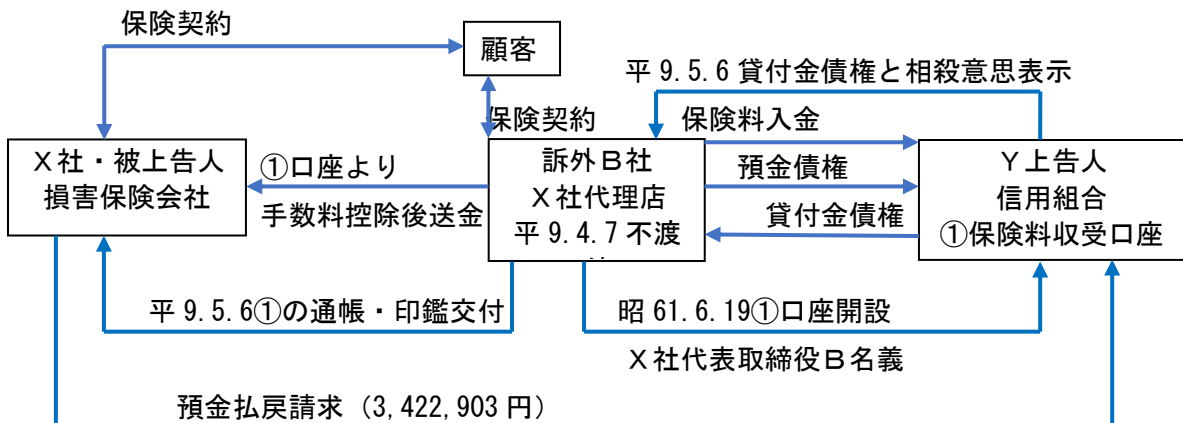 保険契約
顧客
平 9.5.6 貸付金債権と相殺意思表示
保険契約
保険料入金
X社・被上告人
損害保険会社
①口座より
手数料控除後送金
訴外B社
X社代理店
平 9.4.7 不渡
預金債権
貸付金債権
Y上告人
信用組合
①保険料収受口座
平 9.5.6①の通帳・印鑑交付
昭 61.6.19①口座開設
X社代表取締役B名義
預金払戻請求（3,422,903 円）